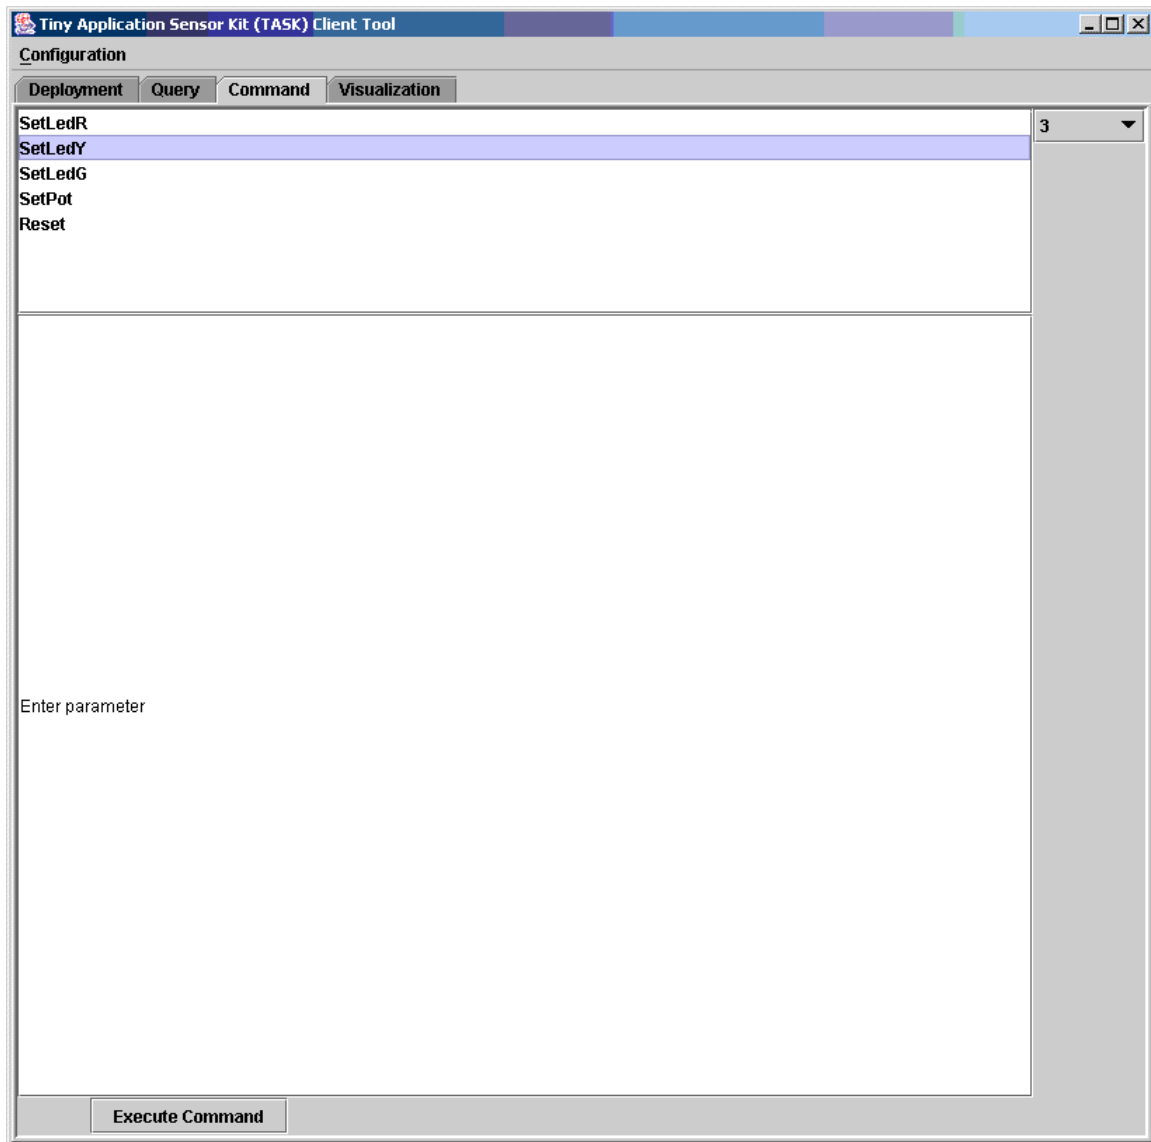 Tiny Application Sensor Kit (TASK) Client Tool
Configuration
Deployment Query Command Visualization
SetLedR 3
SetLedY
SetLedG
SetPot
Reset
Enter parameter
Execute Command